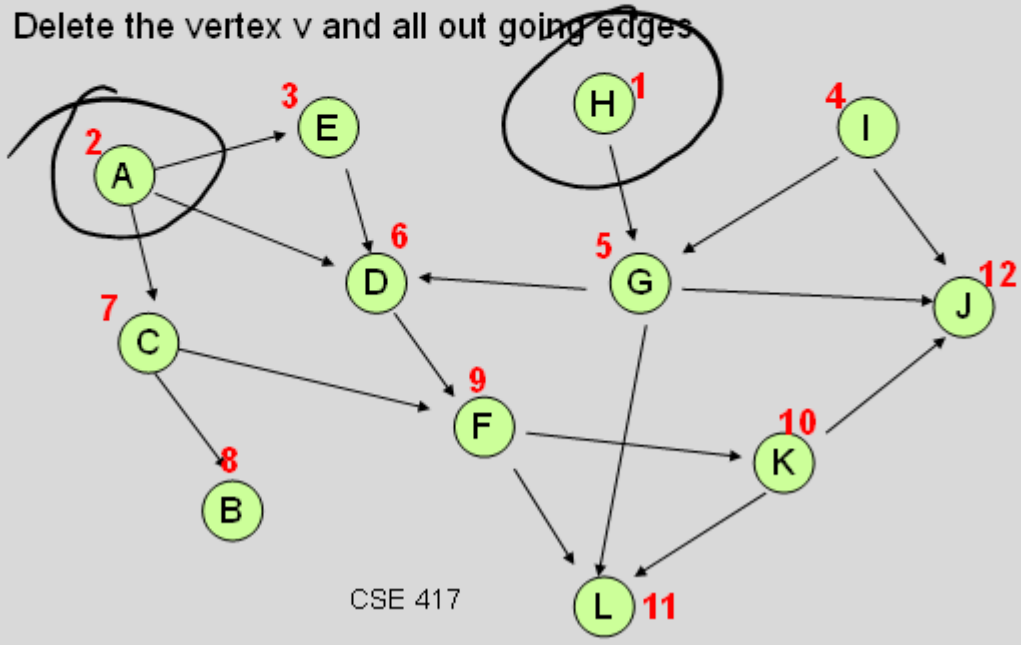 Delete the vertex v and all out going edges
H 1
3 E
4 I
2 A
6
5
D
G
12
J
7
C
9
F
10
K
8
B
CSE 417
L 11